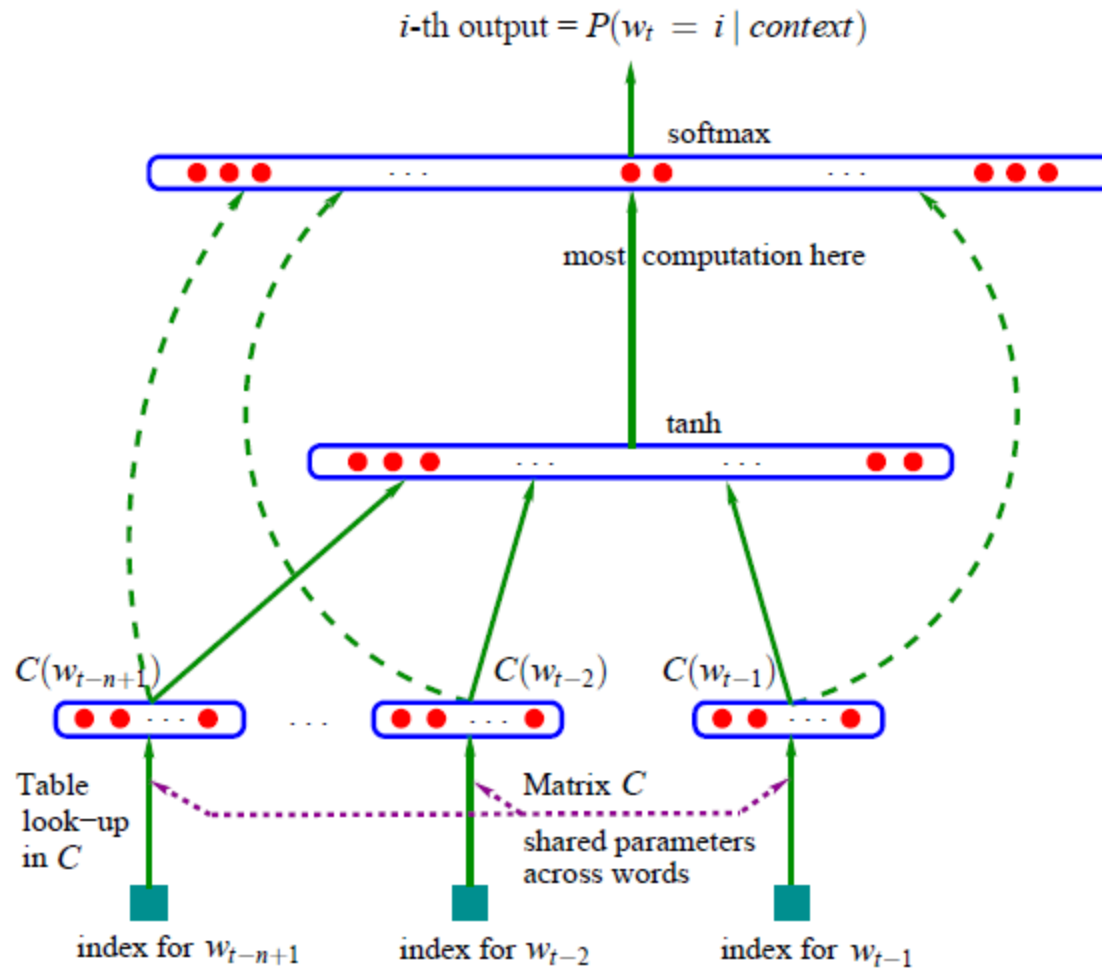 i-th output = P(w_t = i | context)
softmax
. . . . . .
most computation here
tanh
. . . . . .
C(w_{t−n+1}) C(w_{t−2}) C(w_{t−1})
. . . . . . . . . . . .
Table Matrix C
look−up
in C shared parameters
across words
index for w_{t−n+1} index for w_{t−2} index for w_{t−1}